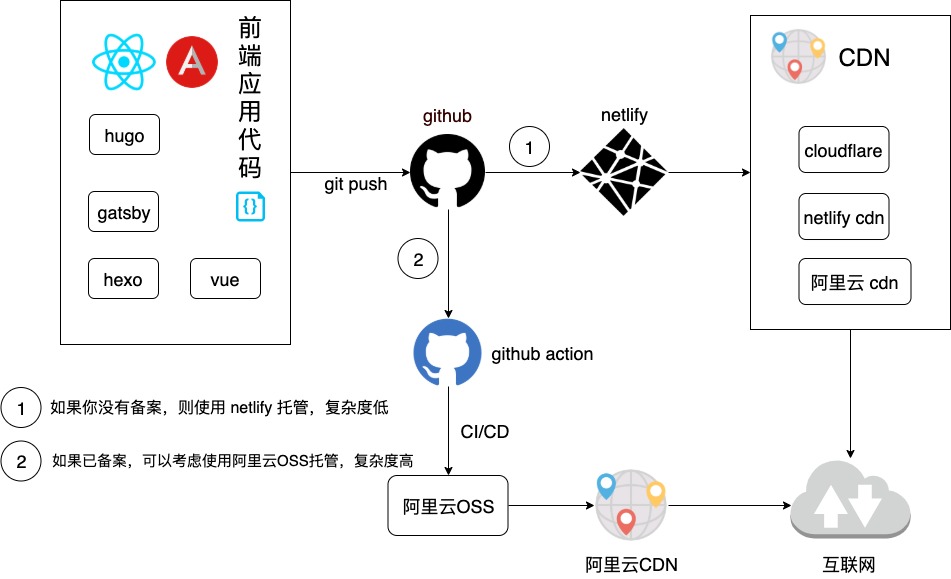 前端应用代码
hugo
gatsby
hexo
vue
git push
github
1
netlify
CDN
cloudflare
netlify cdn
阿里云 cdn
2
github action
CI/CD
1
如果你没有备案，则使用 netlify 托管，复杂度低
2
如果已备案，可以考虑使用阿里云OSS托管，复杂度高
阿里云OSS
阿里云CDN
互联网